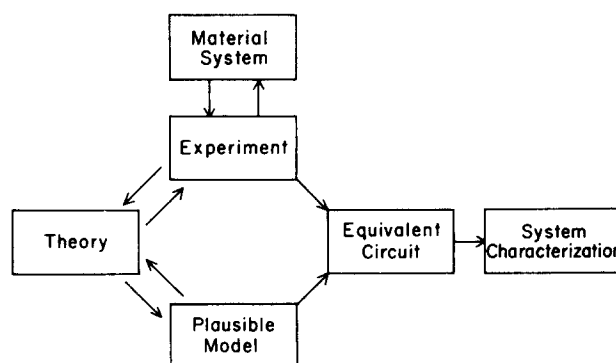 Material
System
Experiment
Theory
Equivalent
Circuit
System
Characterization
Plausible
Model